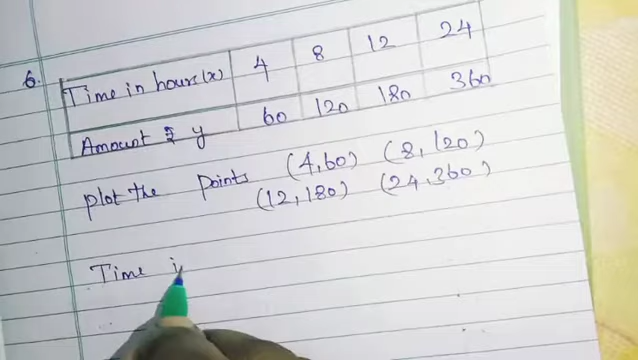 6.
Time in hours (x) 4 8 12 24
Amount ₹ y 60 120 180 360
plot the points (4,60) (8,120)
(12,180) (24,360)
Time i